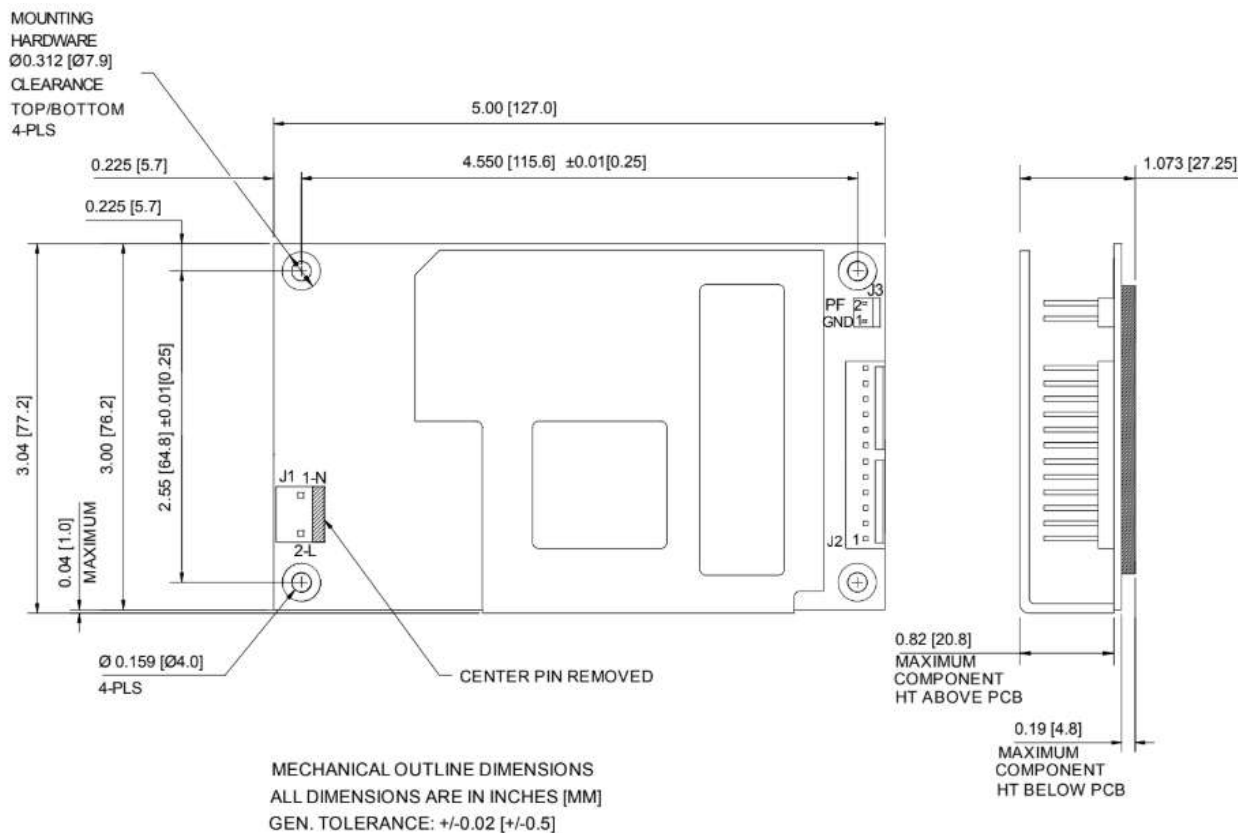 MOUNTING
HARDWARE
Ø0.312 [Ø7.9]
CLEARANCE
TOP/BOTTOM
4-PLS
5.00 [127.0]
4.550 [115.6] ±0.01[0.25]
0.225 [5.7]
0.225 [5.7]
1.073 [27.25]
3.04 [77.2]
3.00 [76.2]
2.55 [64.8] ±0.01[0.25]
0.04 [1.0]
MAXIMUM
J3
PF 2
GND 1
J1 1-N
2-L
J2 1
Ø 0.159 [Ø4.0]
4-PLS
CENTER PIN REMOVED
0.82 [20.8]
MAXIMUM
COMPONENT
HT ABOVE PCB
0.19 [4.8]
MAXIMUM
COMPONENT
HT BELOW PCB
MECHANICAL OUTLINE DIMENSIONS
ALL DIMENSIONS ARE IN INCHES [MM]
GEN. TOLERANCE: +/-0.02 [+/-0.5]